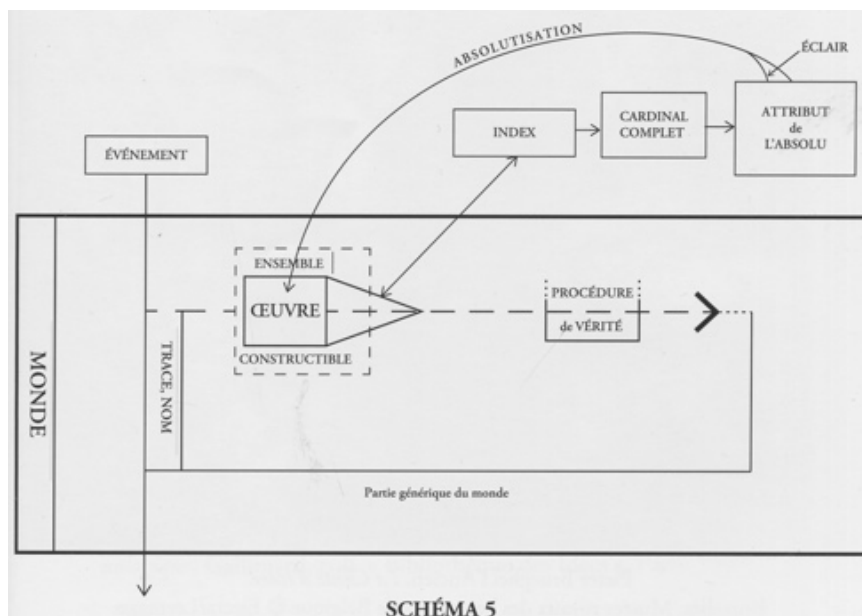 ABSOLUTISATION
ÉCLAIR
ATTRIBUT
de
L'ABSOLU
CARDINAL
COMPLET
INDEX
ÉVÉNEMENT
ENSEMBLE
ŒUVRE
CONSTRUCTIBLE
PROCÉDURE
de VÉRITÉ
MONDE
TRACE, NOM
Partie générique du monde
SCHÉMA 5